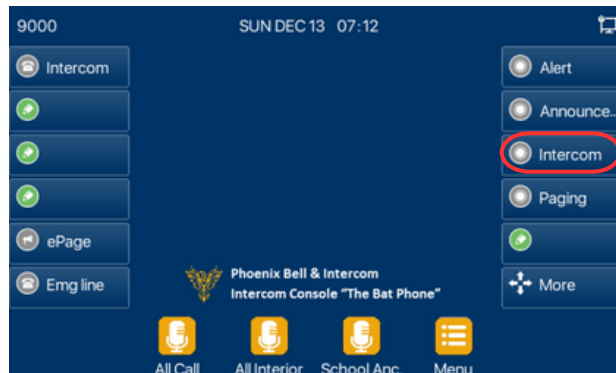 9000
SUN DEC 13 07:12
Intercom
ePage
Emg line
Alert
Announce..
Intercom
Paging
More
Phoenix Bell & Intercom
Intercom Console “The Bat Phone”
All Call
All Interior
School Anc.
Menu